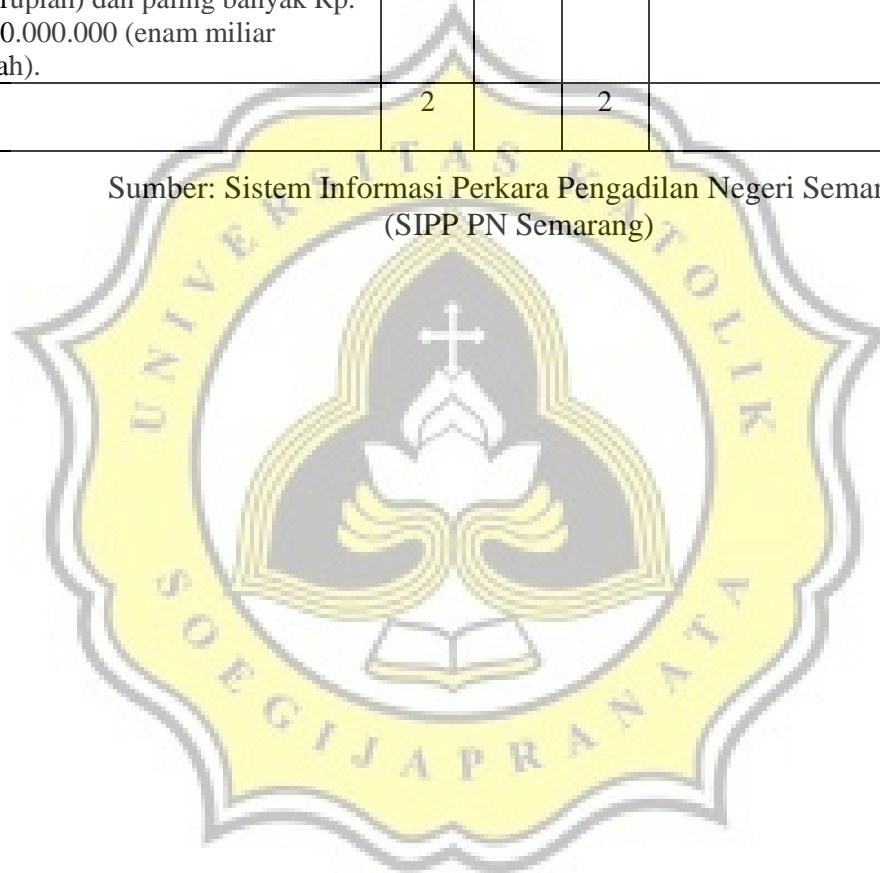 rupiah) dan paling banyak Rp.
0.000.000 (enam miliar
ah).
2 2
Sumber: Sistem Informasi Perkara Pengadilan Negeri Semar
(SIPP PN Semarang)
UNIVERSITAS KATOLIK
SOEGIJAPRANATA